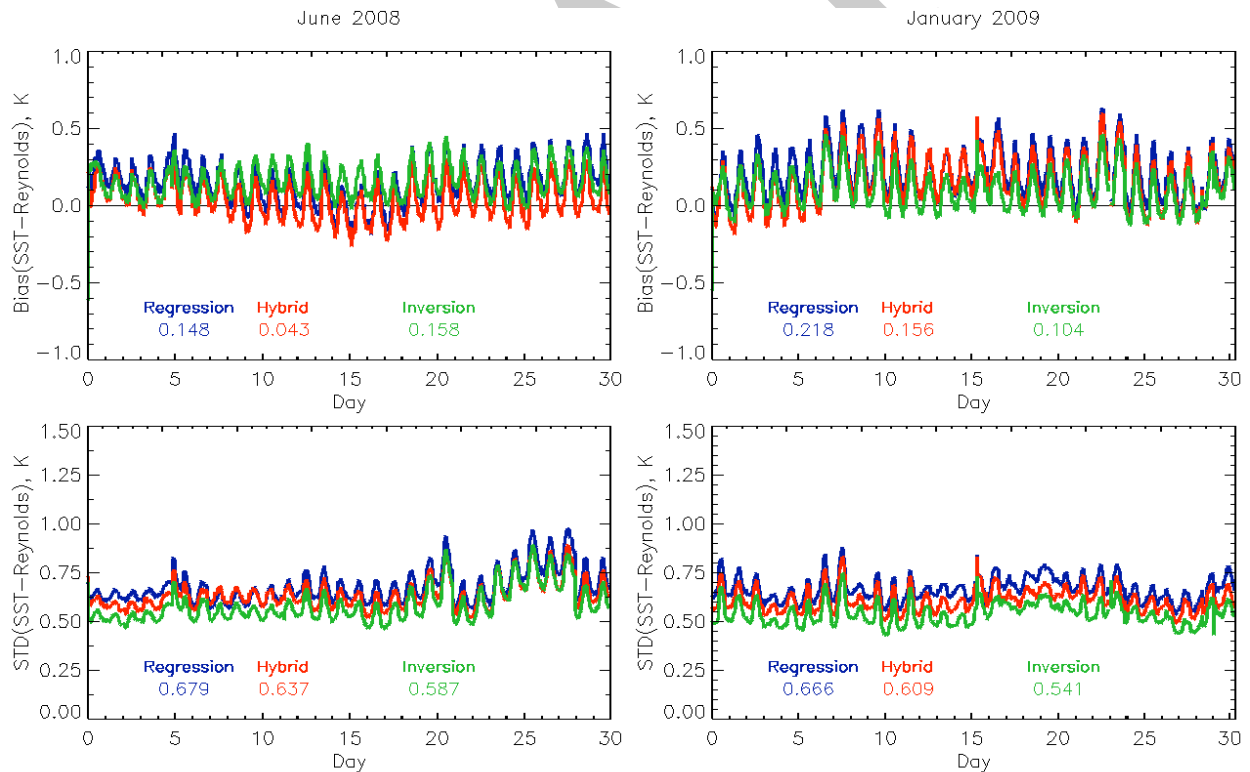 June 2008
1.0
0.5
0.0
−0.5
−1.0
Bias(SST−Reynolds), K
Regression Hybrid Inversion
0.148 0.043 0.158
0 5 10 15 20 25 30
Day
January 2009
1.0
0.5
0.0
−0.5
−1.0
Bias(SST−Reynolds), K
Regression Hybrid Inversion
0.218 0.156 0.104
0 5 10 15 20 25 30
Day
1.50
1.25
1.00
0.75
0.50
0.25
0.00
STD(SST−Reynolds), K
Regression Hybrid Inversion
0.679 0.637 0.587
0 5 10 15 20 25 30
Day
1.50
1.25
1.00
0.75
0.50
0.25
0.00
STD(SST−Reynolds), K
Regression Hybrid Inversion
0.666 0.609 0.541
0 5 10 15 20 25 30
Day